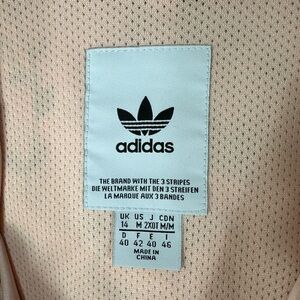 adidas
THE BRAND WITH THE 3 STRIPES
DIE WELTMARKE MIT DEN 3 STREIFEN
LA MARQUE AUX 3 BANDES
UK US J CDN
14 M 2XOT M/M
D F E I
40 42 40 46
MADE IN
CHINA